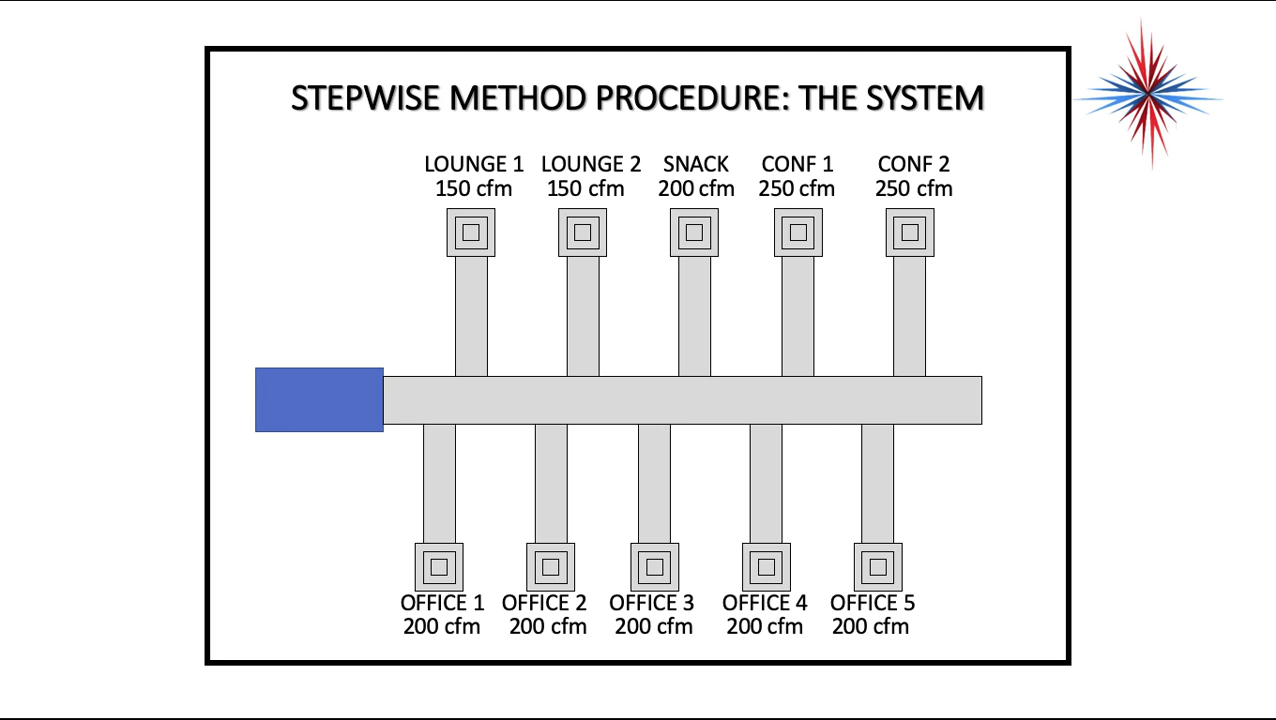 STEPWISE METHOD PROCEDURE: THE SYSTEM
LOUNGE 1 LOUNGE 2 SNACK CONF 1 CONF 2
150 cfm 150 cfm 200 cfm 250 cfm 250 cfm
OFFICE 1 OFFICE 2 OFFICE 3 OFFICE 4 OFFICE 5
200 cfm 200 cfm 200 cfm 200 cfm 200 cfm